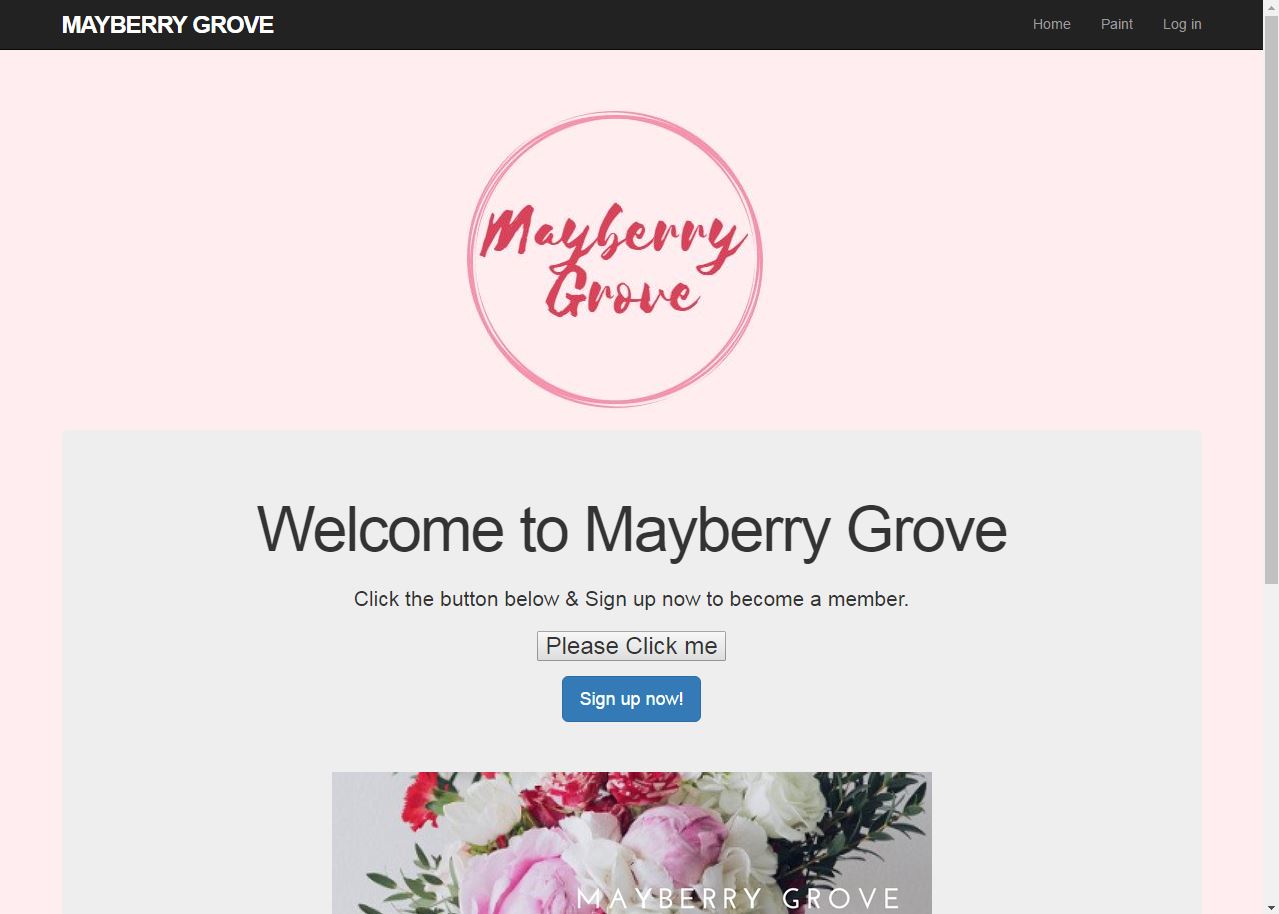 MAYBERRY GROVE
Home Paint Log in
Mayberry
Grove
Welcome to Mayberry Grove
Click the button below & Sign up now to become a member.
Please Click me
Sign up now!
MAYBERRY GROVE